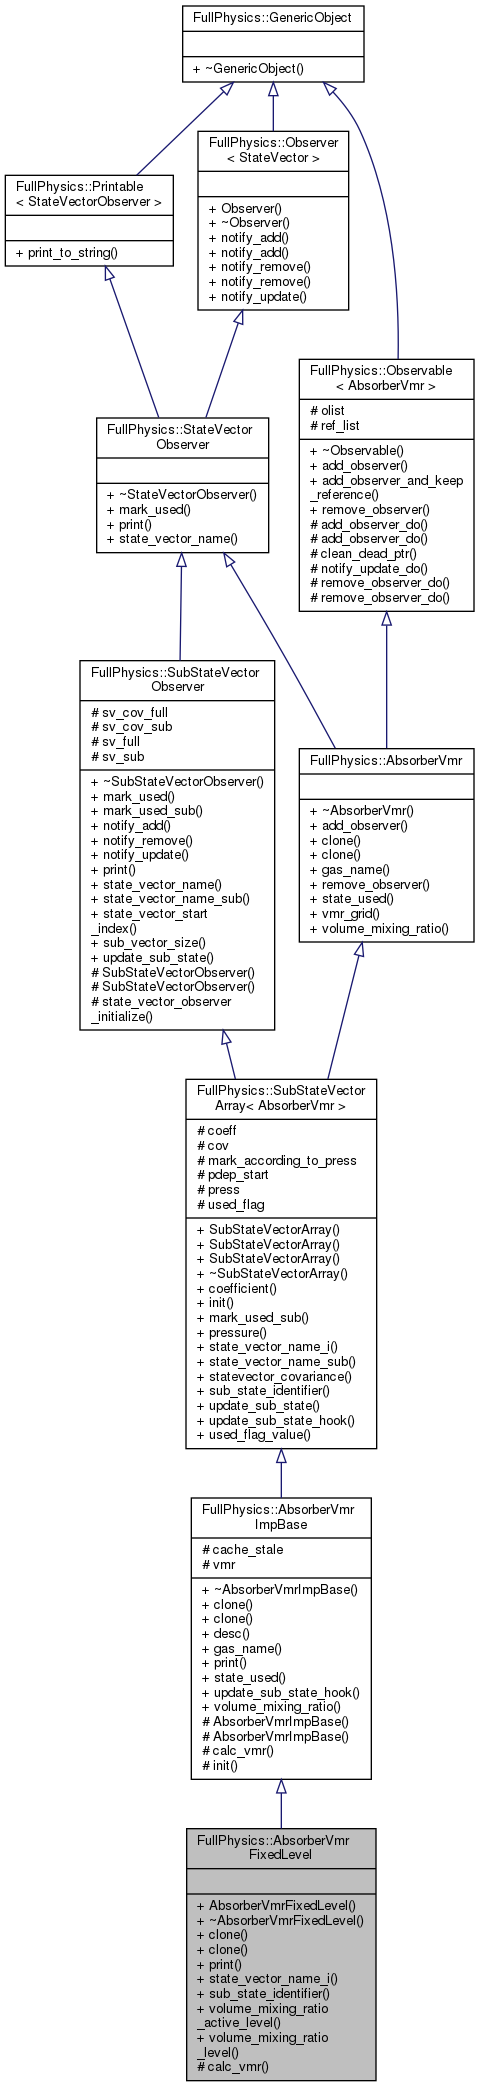 FullPhysics::GenericObject
+ ~GenericObject()
FullPhysics::Observer
< StateVector >
+ Observer()
+ ~Observer()
+ notify_add()
+ notify_add()
+ notify_remove()
+ notify_remove()
+ notify_update()
FullPhysics::Printable
< StateVectorObserver >
+ print_to_string()
FullPhysics::Observable
< AbsorberVmr >
# olist
# ref_list
+ ~Observable()
+ add_observer()
+ add_observer_and_keep
_reference()
+ remove_observer()
# add_observer_do()
# add_observer_do()
# clean_dead_ptr()
# notify_update_do()
# remove_observer_do()
# remove_observer_do()
FullPhysics::StateVector
Observer
+ ~StateVectorObserver()
+ mark_used()
+ print()
+ state_vector_name()
FullPhysics::SubStateVector
Observer
# sv_cov_full
# sv_cov_sub
# sv_full
# sv_sub
+ ~SubStateVectorObserver()
+ mark_used()
+ mark_used_sub()
+ notify_add()
+ notify_remove()
+ notify_update()
+ print()
+ state_vector_name()
+ state_vector_name_sub()
+ state_vector_start
_index()
+ sub_vector_size()
+ update_sub_state()
# SubStateVectorObserver()
# SubStateVectorObserver()
# state_vector_observer
_initialize()
FullPhysics::AbsorberVmr
+ ~AbsorberVmr()
+ add_observer()
+ clone()
+ clone()
+ gas_name()
+ remove_observer()
+ state_used()
+ vmr_grid()
+ volume_mixing_ratio()
FullPhysics::SubStateVector
Array< AbsorberVmr >
# coeff
# cov
# mark_according_to_press
# pdep_start
# press
# used_flag
+ SubStateVectorArray()
+ SubStateVectorArray()
+ SubStateVectorArray()
+ ~SubStateVectorArray()
+ coefficient()
+ init()
+ mark_used_sub()
+ pressure()
+ state_vector_name_i()
+ state_vector_name_sub()
+ statevector_covariance()
+ sub_state_identifier()
+ update_sub_state()
+ update_sub_state_hook()
+ used_flag_value()
FullPhysics::AbsorberVmr
ImpBase
# cache_stale
# vmr
+ ~AbsorberVmrImpBase()
+ clone()
+ clone()
+ desc()
+ gas_name()
+ print()
+ state_used()
+ update_sub_state_hook()
+ volume_mixing_ratio()
# AbsorberVmrImpBase()
# AbsorberVmrImpBase()
# calc_vmr()
# init()
FullPhysics::AbsorberVmr
FixedLevel
+ AbsorberVmrFixedLevel()
+ ~AbsorberVmrFixedLevel()
+ clone()
+ clone()
+ print()
+ state_vector_name_i()
+ sub_state_identifier()
+ volume_mixing_ratio
_active_level()
+ volume_mixing_ratio
_level()
# calc_vmr()